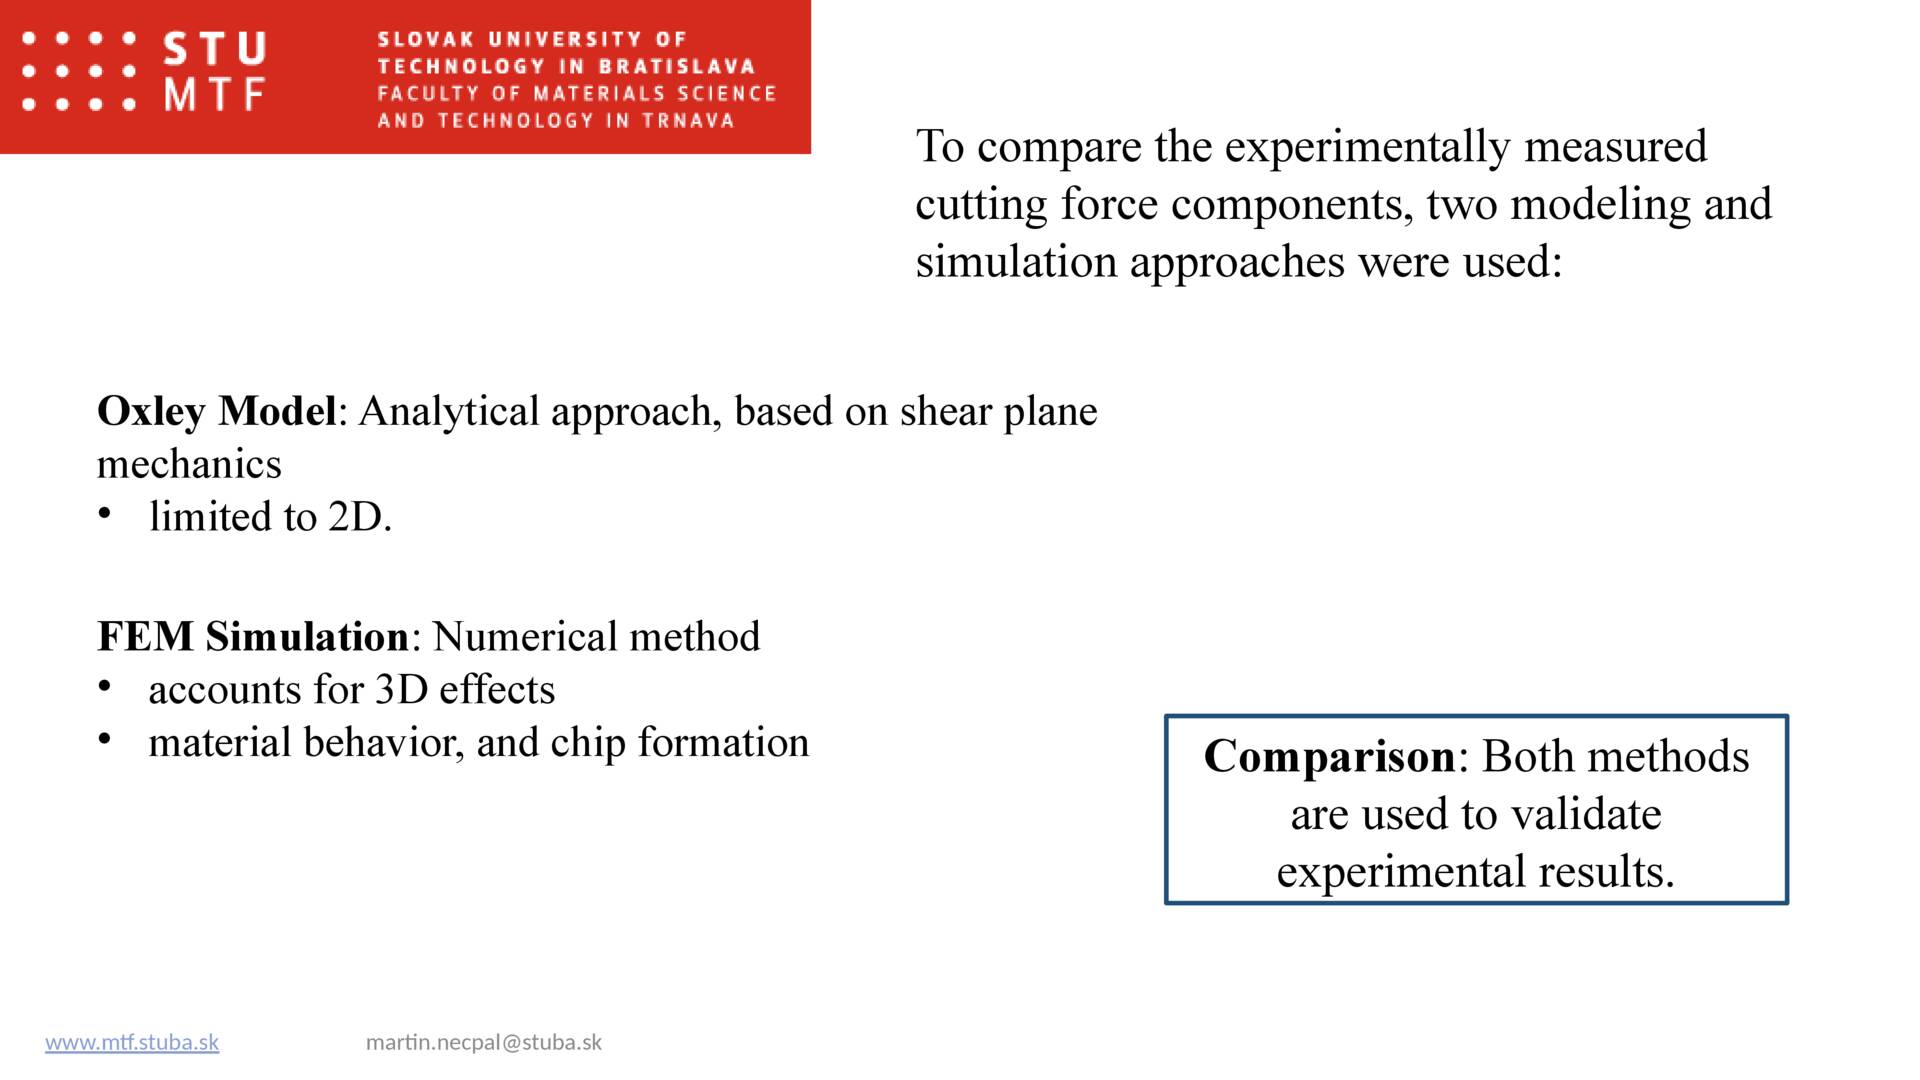 STU
MTF
SLOVAK UNIVERSITY OF
TECHNOLOGY IN BRATISLAVA
FACULTY OF MATERIALS SCIENCE
AND TECHNOLOGY IN TRNAVA
To compare the experimentally measured
cutting force components, two modeling and
simulation approaches were used:
Oxley Model: Analytical approach, based on shear plane
mechanics
• limited to 2D.
FEM Simulation: Numerical method
• accounts for 3D effects
• material behavior, and chip formation
Comparison: Both methods
are used to validate
experimental results.
www.mtf.stuba.sk
martin.necpal@stuba.sk